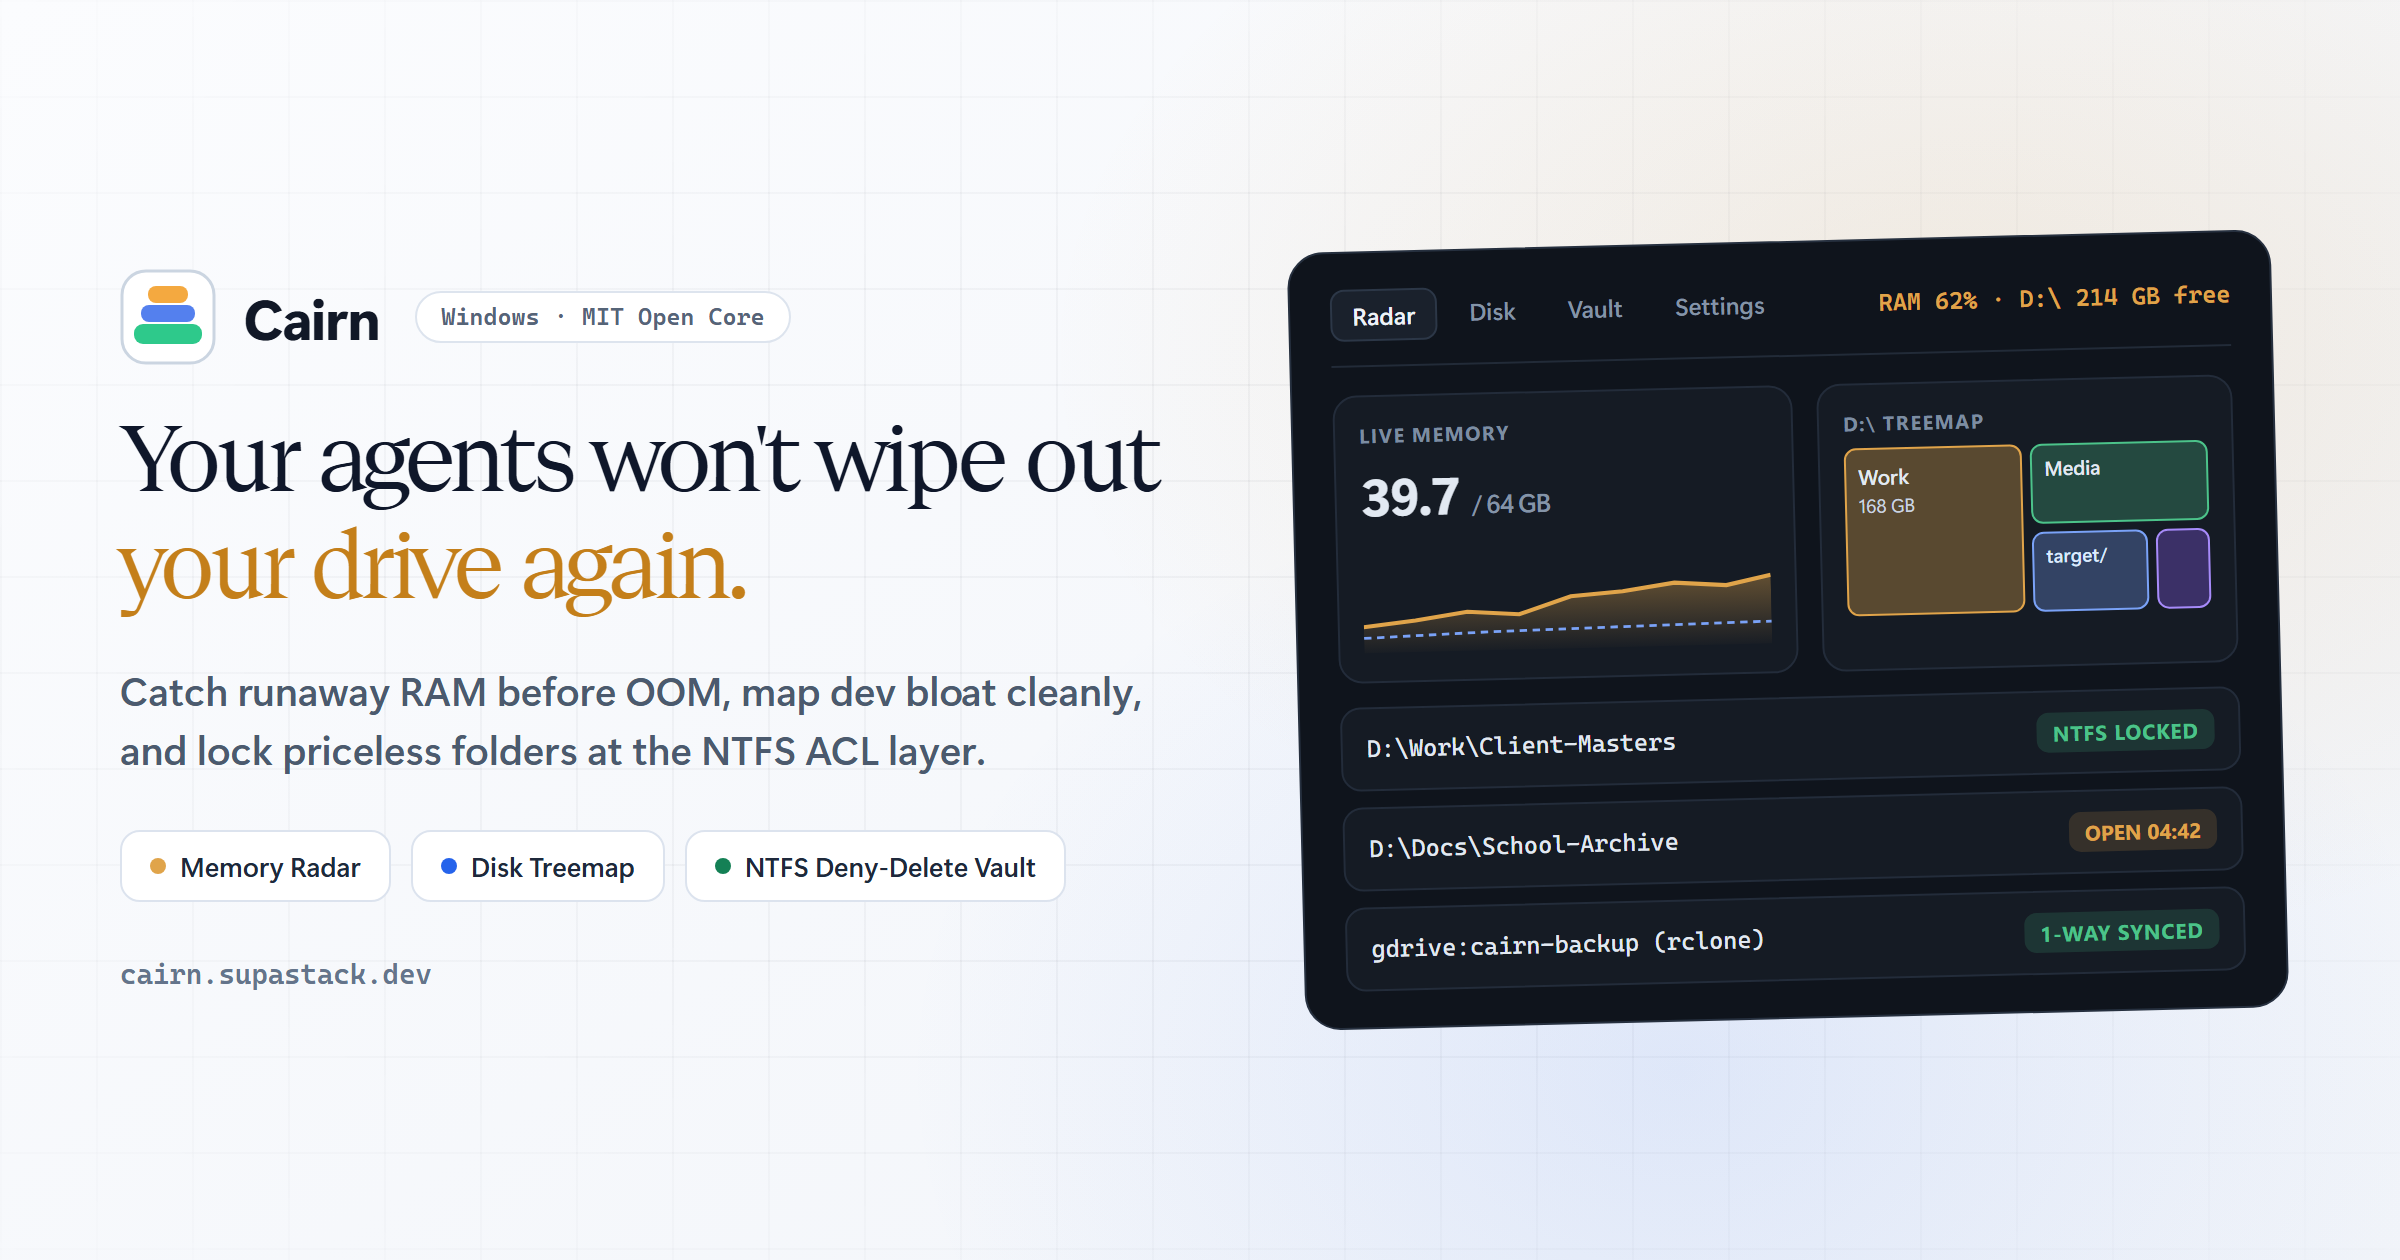 Cairn
Windows · MIT Open Core
Your agents won't wipe out
your drive again.
Catch runaway RAM before OOM, map dev bloat cleanly,
and lock priceless folders at the NTFS ACL layer.
Memory Radar
Disk Treemap
NTFS Deny-Delete Vault
cairn.supastack.dev
Radar
Disk
Vault
Settings
RAM 62% · D:\ 214 GB free
LIVE MEMORY
39.7 / 64 GB
D:\ TREEMAP
Work
168 GB
Media
target/
D:\Work\Client-Masters
NTFS LOCKED
D:\Docs\School-Archive
OPEN 04:42
gdrive:cairn-backup (rclone)
1-WAY SYNCED